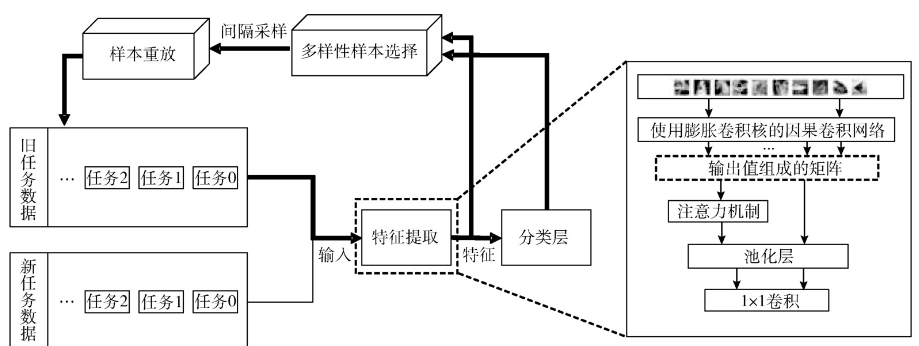 样本重放
间隔采样
多样性样本选择
旧任务数据
… 任务2 任务1 任务0
新任务数据
… 任务2 任务1 任务0
输入
特征提取
特征
分类层
使用膨胀卷积核的因果卷积网络
…
输出值组成的矩阵
注意力机制
池化层
1×1卷积